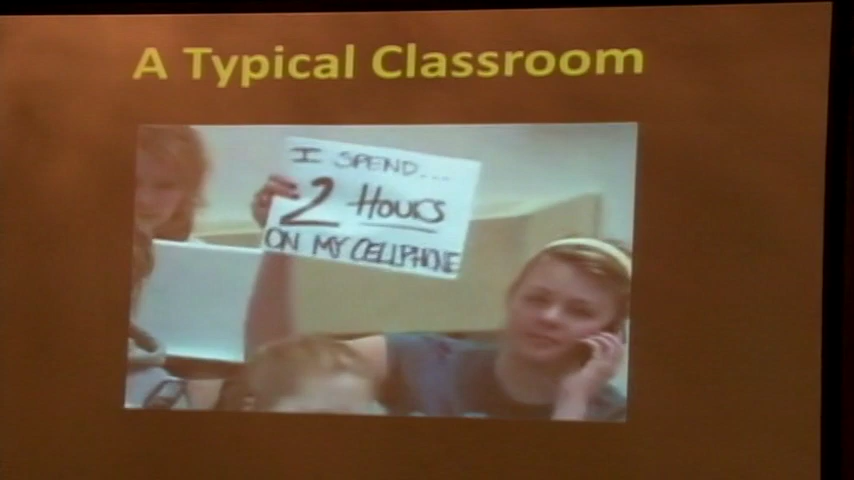 A Typical Classroom
I SPEND...
2 HOURS
ON MY CELLPHONE